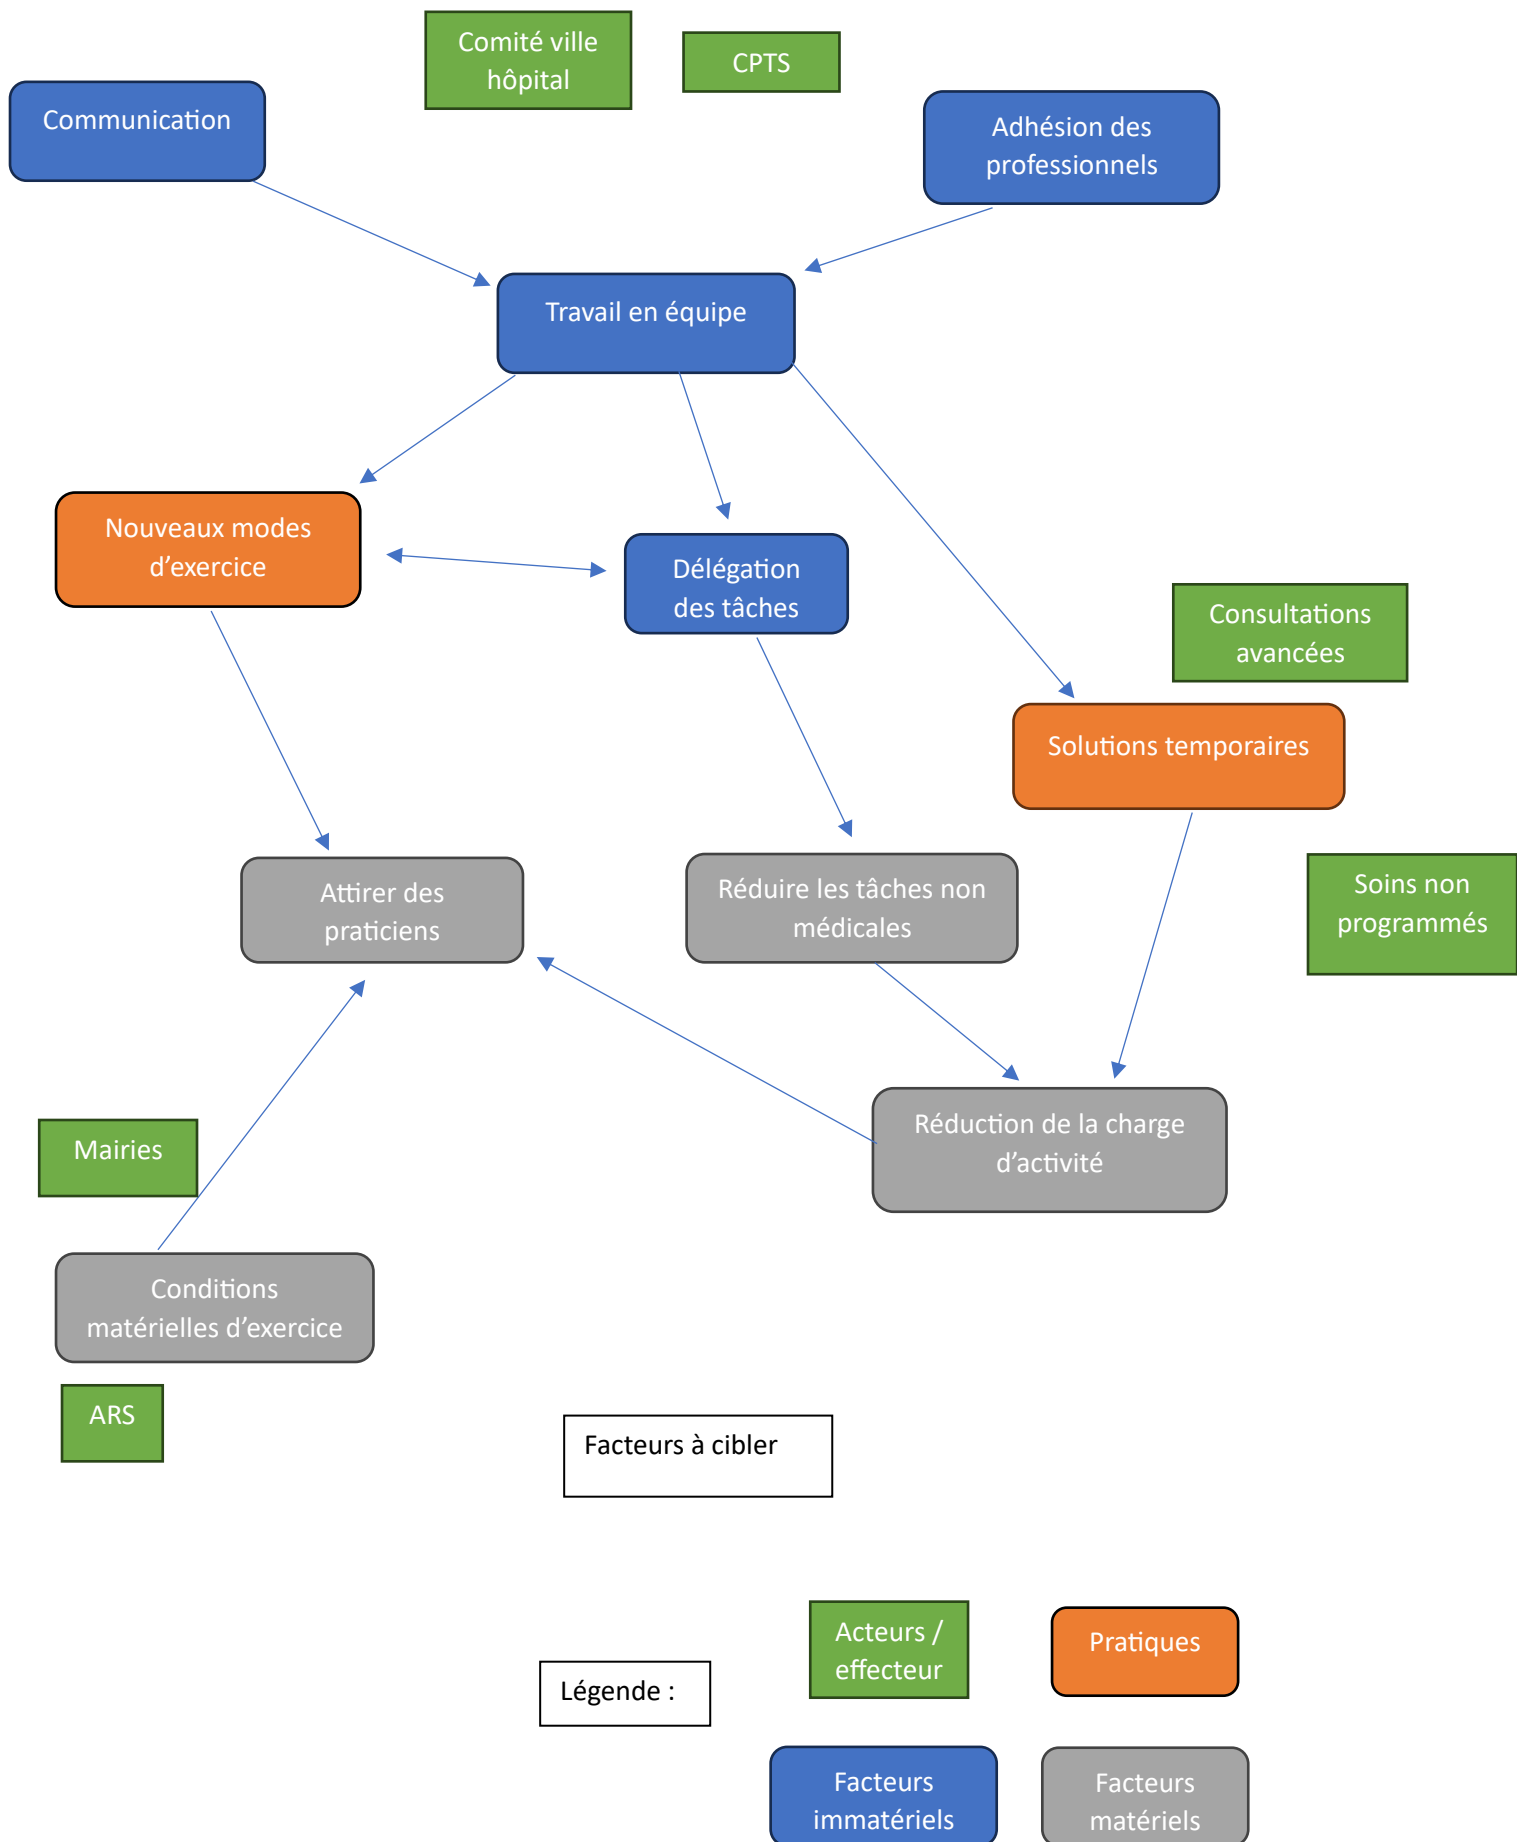 Comité ville
hôpital
CPTS
Communication
Adhésion des
professionnels
Travail en équipe
Nouveaux modes
d’exercice
Délégation
des tâches
Consultations
avancées
Solutions temporaires
Attirer des
praticiens
Réduire les tâches non
médicales
Soins non
programmés
Réduction de la charge
d’activité
Mairies
Conditions
matérielles d’exercice
ARS
Facteurs à cibler
Légende :
Acteurs /
effecteur
Pratiques
Facteurs
immatériels
Facteurs
matériels